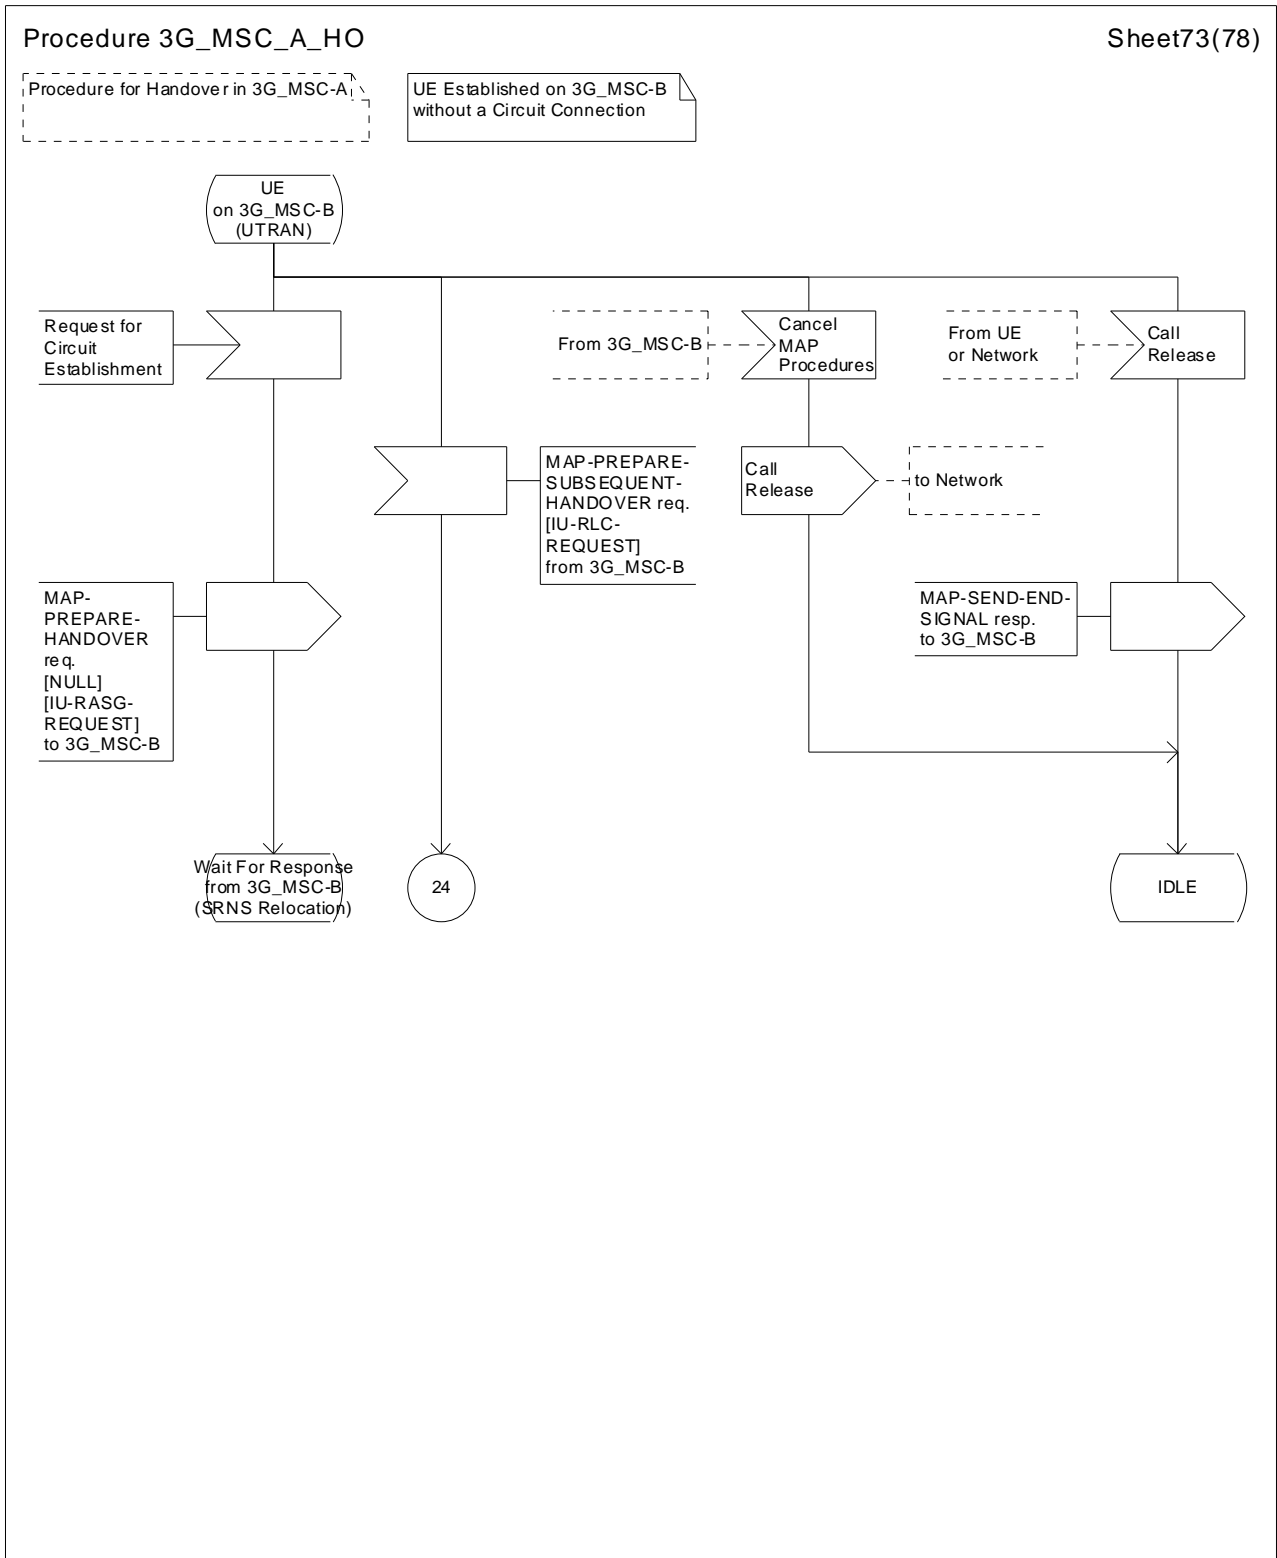 Procedure 3G_MSC_A_HO
Sheet73(78)
Procedure for Handover in 3G_MSC-A
UE Established on 3G_MSC-B
without a Circuit Connection
UE
on 3G_MSC-B
(UTRAN)
Request for
Circuit
Establishment
From 3G_MSC-B
Cancel
MAP
Procedures
From UE
or Network
Call
Release
MAP-PREPARE-
SUBSEQUENT-
HANDOVER req.
[IU-RLC-
REQUEST]
from 3G_MSC-B
Call
Release
to Network
MAP-
PREPARE-
HANDOVER
req.
[NULL]
[IU-RASG-
REQUEST]
to 3G_MSC-B
MAP-SEND-END-
SIGNAL resp.
to 3G_MSC-B
Wait For Response
from 3G_MSC-B
(SRNS Relocation)
24
IDLE